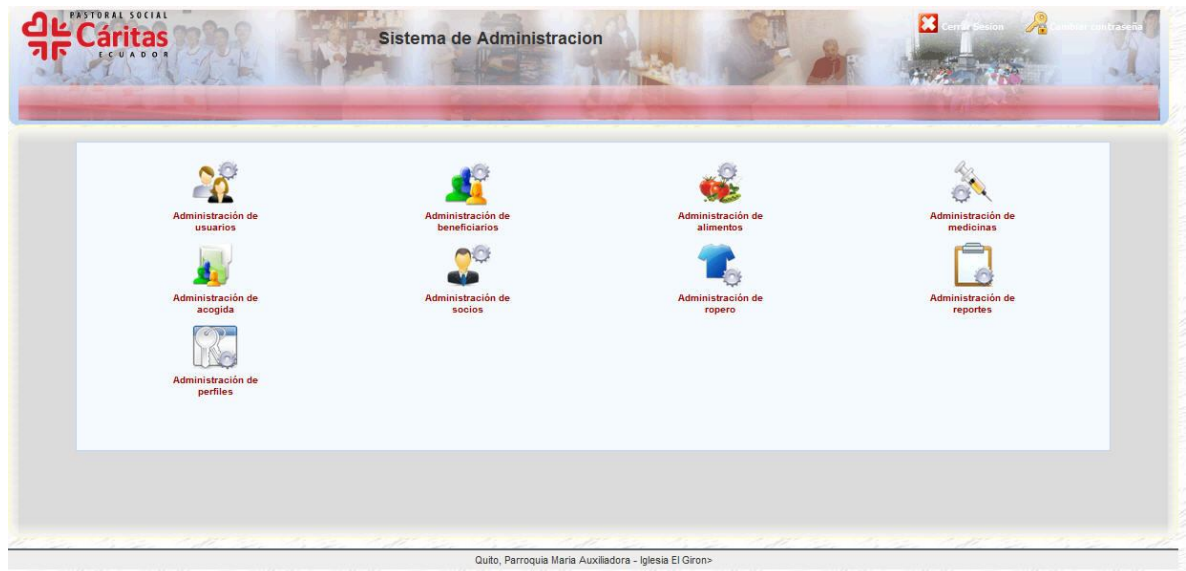 PASTORAL SOCIAL
Cáritas
ECUADOR
Sistema de Administracion
Cerrar Sesion
Cambiar contraseña
Administración de
usuarios
Administración de
beneficiarios
Administración de
alimentos
Administración de
medicinas
Administración de
acogida
Administración de
socios
Administración de
ropero
Administración de
reportes
Administración de
perfiles
Quito, Parroquia Maria Auxiliadora - Iglesia El Giron>